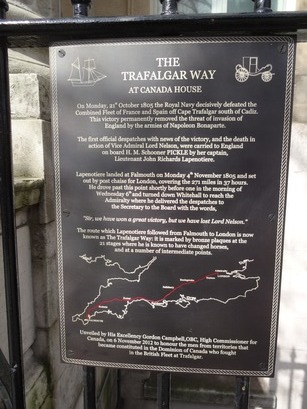 THE
TRAFALGAR WAY
AT CANADA HOUSE
On Monday, 21st October 1805 the Royal Navy decisively defeated the
Combined Fleet of France and Spain off Cape Trafalgar south of Cadiz.
This victory permanently removed the threat of invasion of
England by the armies of Napoleon Bonaparte.
The first official despatches with news of the victory, and the death in
action of Vice Admiral Lord Nelson, were carried to England
on board H. M. Schooner PICKLE by her captain,
Lieutenant John Richards Lapenotiere.
Lapenotiere landed at Falmouth on Monday 4th November 1805 and set
out by post chaise for London, covering the 271 miles in 37 hours.
He drove past this point shortly before one in the morning of
Wednesday 6th and turned down Whitehall to reach the
Admiralty where he delivered the despatches to
the Secretary to the Board with the words,
"Sir, we have won a great victory, but we have lost Lord Nelson."
The route which Lapenotiere followed from Falmouth to London is now
known as The Trafalgar Way: it is marked by bronze plaques at the
21 stages where he is known to have changed horses,
and at a number of intermediate points.
Unveiled by His Excellency Gordon Campbell, OBC, High Commissioner for
Canada, on 6 November 2012 to honour the men from territories that
became constituted in the Dominion of Canada who fought
in the British Fleet at Trafalgar.